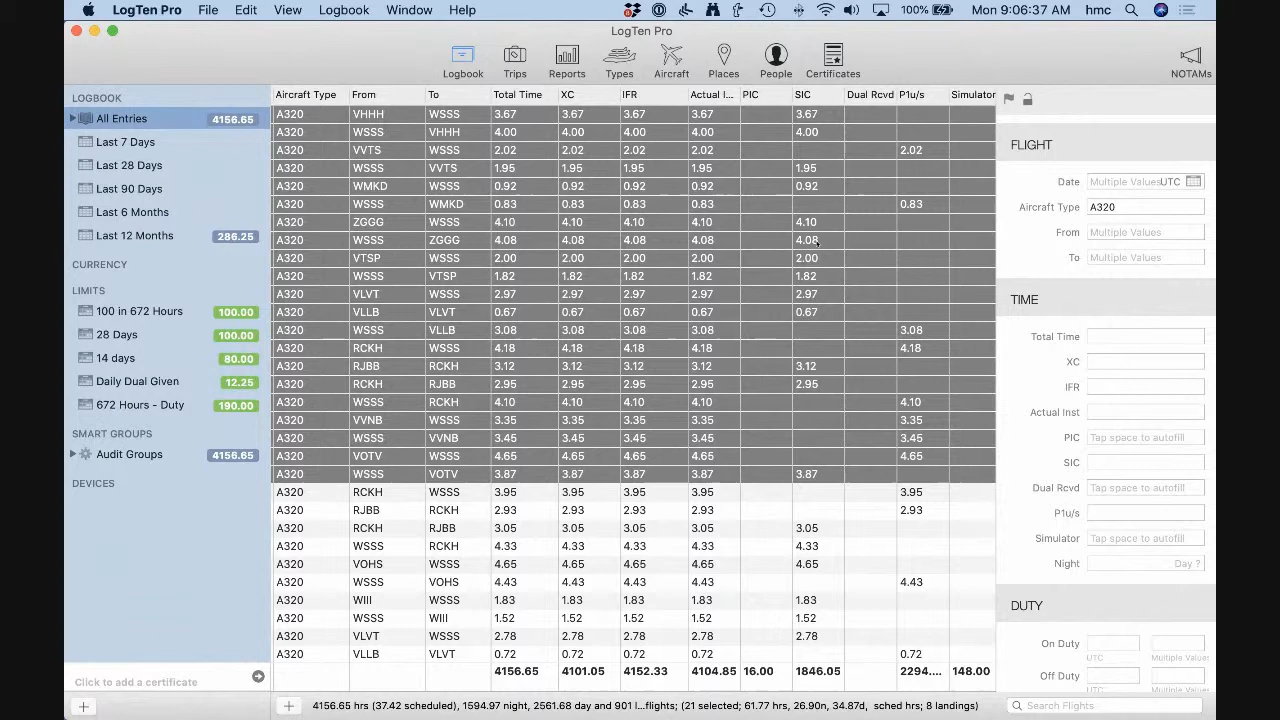 LogTen Pro File Edit View Logbook Window Help 100% Mon 9:06:37 AM hmc
LogTen Pro
Logbook Trips Reports Types Aircraft Places People Certificates NOTAMs
LOGBOOK
All Entries 4156.65
Last 7 Days
Last 28 Days
Last 90 Days
Last 6 Months
Last 12 Months 286.25
CURRENCY
LIMITS
100 in 672 Hours 100.00
28 Days 100.00
14 days 80.00
Daily Dual Given 12.25
672 Hours - Duty 190.00
SMART GROUPS
Audit Groups 4156.65
DEVICES
Click to add a certificate
Aircraft Type From To Total Time XC IFR Actual I... PIC SIC Dual Rcvd P1u/s Simulator
A320 VHHH WSSS 3.67 3.67 3.67 3.67 3.67
A320 WSSS VHHH 4.00 4.00 4.00 4.00 4.00
A320 VVTS WSSS 2.02 2.02 2.02 2.02 2.02
A320 WSSS VVTS 1.95 1.95 1.95 1.95 1.95
A320 WMKD WSSS 0.92 0.92 0.92 0.92 0.92
A320 WSSS WMKD 0.83 0.83 0.83 0.83 0.83
A320 ZGGG WSSS 4.10 4.10 4.10 4.10 4.10
A320 WSSS ZGGG 4.08 4.08 4.08 4.08 4.08
A320 VTSP WSSS 2.00 2.00 2.00 2.00 2.00
A320 WSSS VTSP 1.82 1.82 1.82 1.82 1.82
A320 VLVT WSSS 2.97 2.97 2.97 2.97 2.97
A320 VLLB VLVT 0.67 0.67 0.67 0.67 0.67
A320 WSSS VLLB 3.08 3.08 3.08 3.08 3.08
A320 RCKH WSSS 4.18 4.18 4.18 4.18 4.18
A320 RJBB RCKH 3.12 3.12 3.12 3.12 3.12
A320 RCKH RJBB 2.95 2.95 2.95 2.95 2.95
A320 WSSS RCKH 4.10 4.10 4.10 4.10 4.10
A320 VVNB WSSS 3.35 3.35 3.35 3.35 3.35
A320 WSSS VVNB 3.45 3.45 3.45 3.45 3.45
A320 VOTV WSSS 4.65 4.65 4.65 4.65 4.65
A320 WSSS VOTV 3.87 3.87 3.87 3.87 3.87
A320 RCKH WSSS 3.95 3.95 3.95 3.95 3.95
A320 RJBB WSSS 2.93 2.93 2.93 2.93 2.93
A320 RCKH RJBB 3.05 3.05 3.05 3.05 3.05
A320 WSSS RCKH 4.33 4.33 4.33 4.33 4.33
A320 VOHS WSSS 4.65 4.65 4.65 4.65 4.65
A320 WSSS VOHS 4.43 4.43 4.43 4.43 4.43
A320 WIII WSSS 1.83 1.83 1.83 1.83 1.83
A320 WSSS WIII 1.52 1.52 1.52 1.52 1.52
A320 VLVT WSSS 2.78 2.78 2.78 2.78 2.78
A320 VLLB VLVT 0.72 0.72 0.72 0.72 0.72
4156.65 4101.05 4152.33 4104.85 16.00 1846.05 2294.... 148.00
4156.65 hrs (37.42 scheduled), 1594.97 night, 2561.68 day and 901 l...flights; (21 selected; 61.77 hrs, 26.90n, 34.87d, sched hrs; 8 landings)
FLIGHT
Date Multiple Values UTC
Aircraft Type A320
From Multiple Values
To Multiple Values
TIME
Total Time
XC
IFR
Actual Inst
PIC Tap space to autofill
SIC
Dual Rcvd Tap space to autofill
P1u/s
Simulator Tap space to autofill
Night Day ?
DUTY
On Duty
UTC Multiple Values
Off Duty
UTC Multiple Values
Search Flights